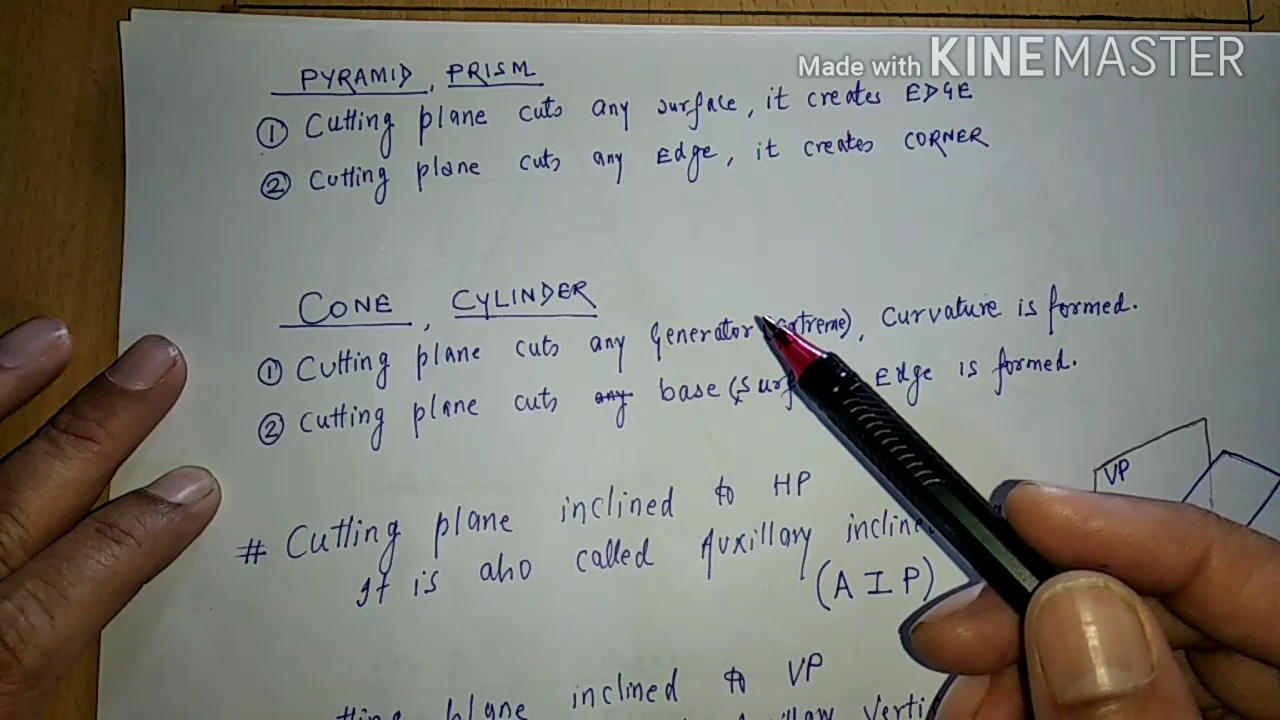 Made with KINEMASTER
PYRAMID, PRISM
① Cutting plane cuts any surface, it creates EDGE
② Cutting plane cuts any Edge, it creates CORNER
CONE, CYLINDER
① Cutting plane cuts any Generator extreme), Curvature is formed.
② Cutting plane cuts any base (Surf Edge is formed.
VP
# Cutting plane inclined to HP
It is also called Auxillary incline
(A I P)
plane inclined to VP